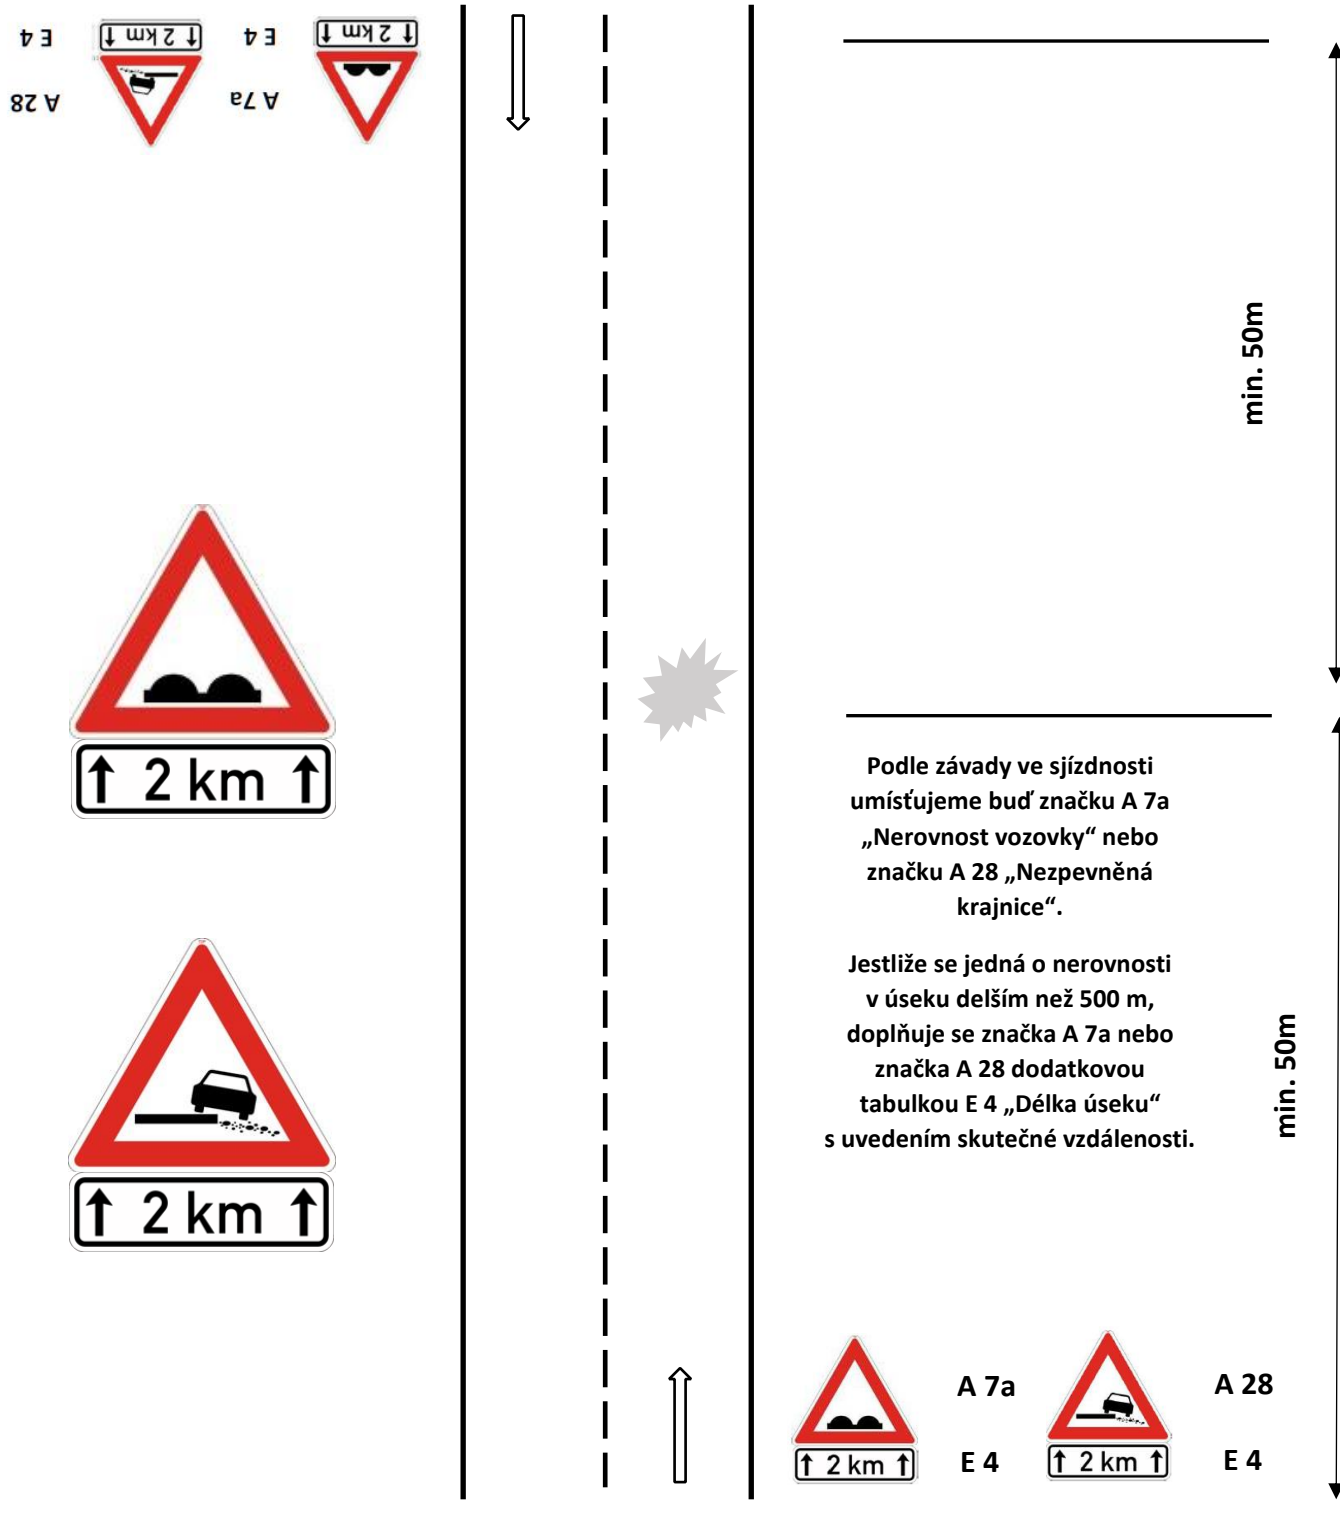 E 4
2 km
E 4
2 km
A 28
A 7a
min. 50m
2 km
Podle závady ve sjízdnosti
umísťujeme buď značku A 7a
„Nerovnost vozovky“ nebo
značku A 28 „Nezpevněná
krajnice“.
Jestliže se jedná o nerovnosti
v úseku delším než 500 m,
doplňuje se značka A 7a nebo
značka A 28 dodatkovou
tabulkou E 4 „Délka úseku“
s uvedením skutečné vzdálenosti.
min. 50m
2 km
A 7a
A 28
2 km
E 4
2 km
E 4